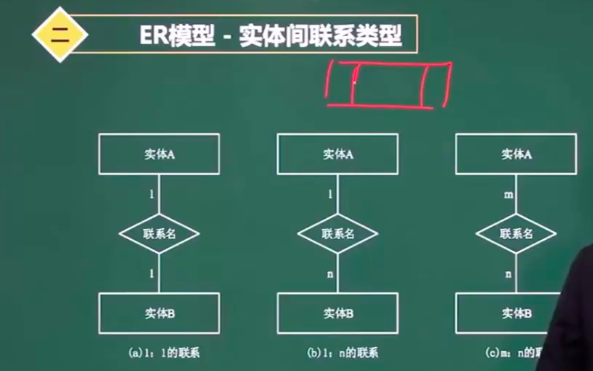 二
ER模型 - 实体间联系类型
实体A
1
联系名
1
实体B
(a)1：1的联系
实体A
1
联系名
n
实体B
(b)1：n的联系
实体A
m
联系名
n
实体B
(c)m：n的联